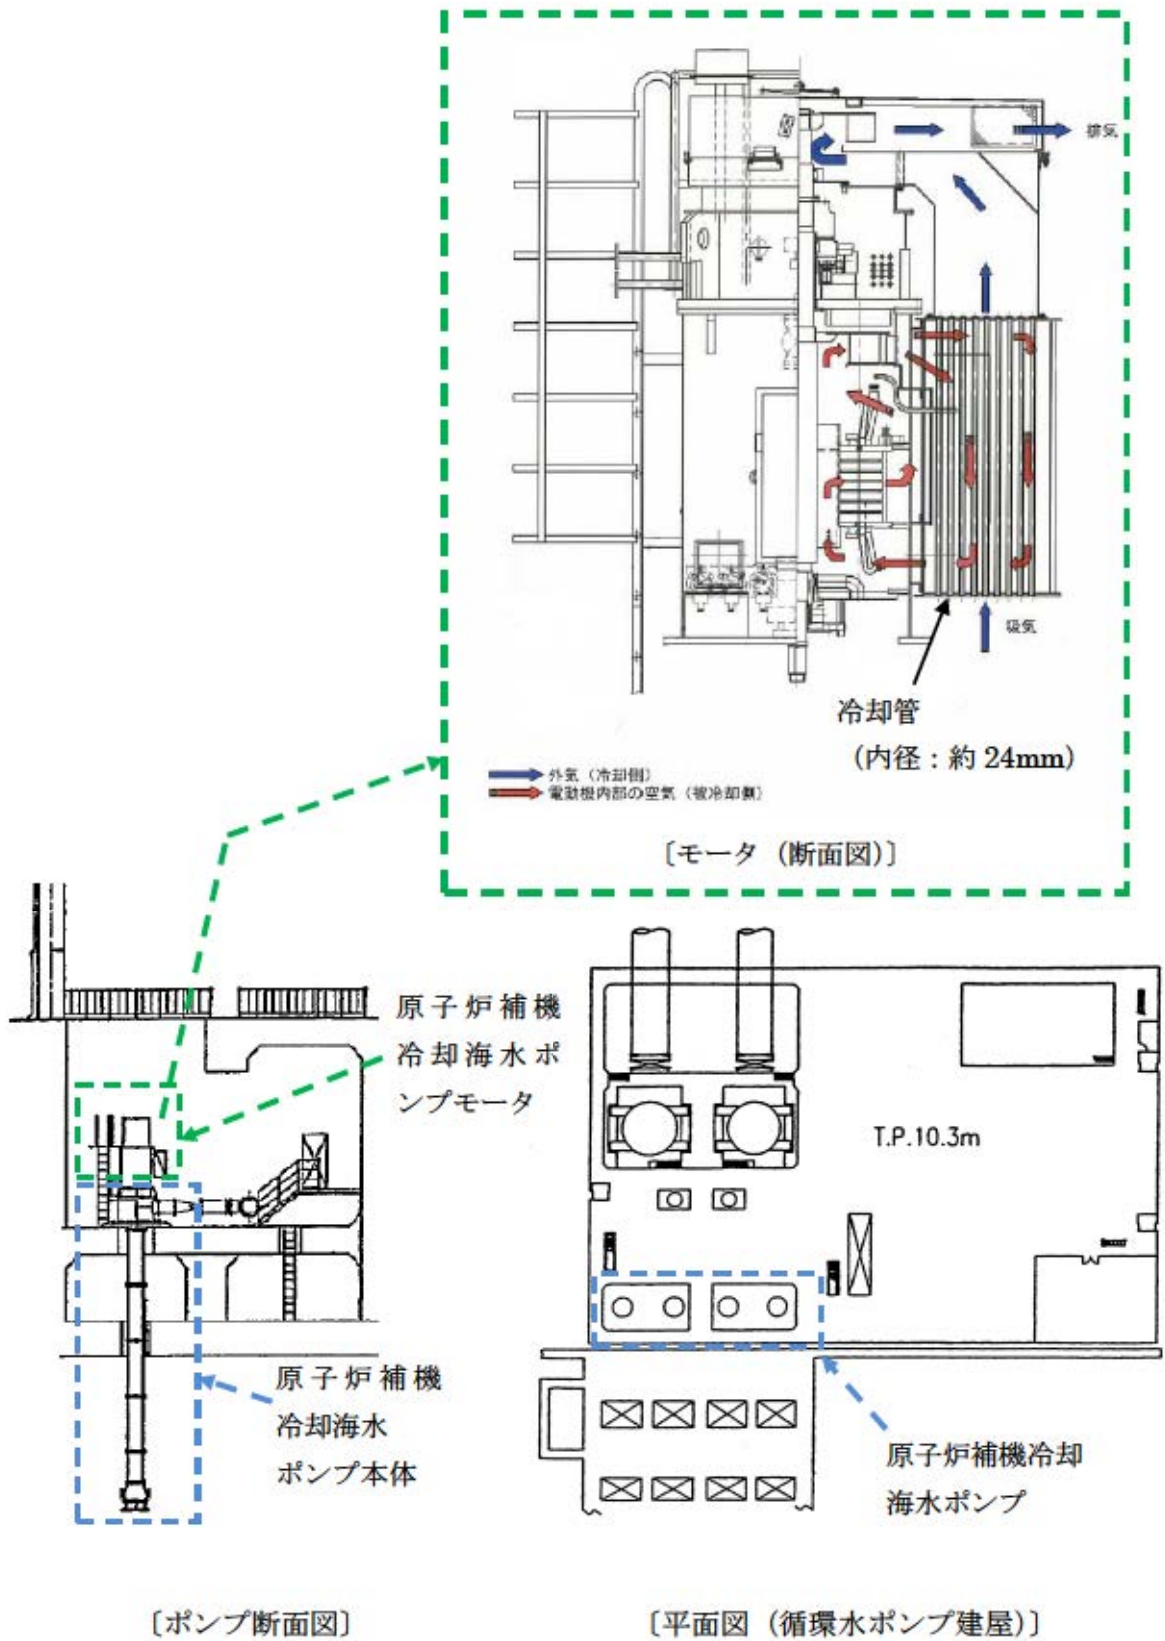 排気
吸気
冷却管
(内径:約 24mm)
外気(冷却側)
電動機内部の空気(被冷却側)
〔モータ(断面図)〕
原子炉補機
冷却海水ポ
ンプモータ
T.P.10.3m
原子炉補機
冷却海水
ポンプ本体
原子炉補機冷却
海水ポンプ
〔ポンプ断面図〕
〔平面図(循環水ポンプ建屋)〕